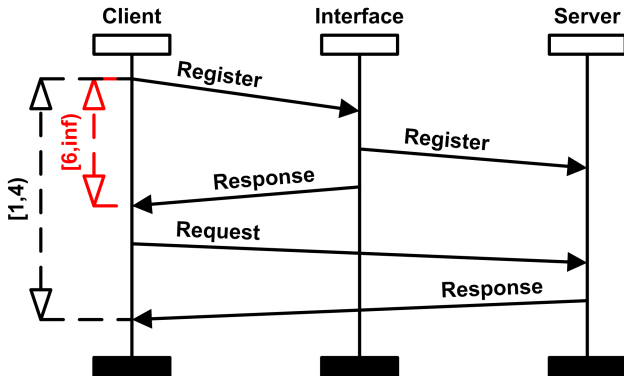 Client
Interface
Server
Register
Register
[6,inf)
Response
[1,4)
Request
Response